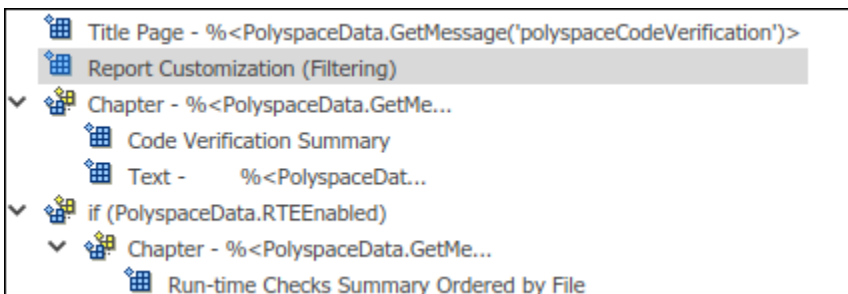 Title Page - %<PolyspaceData.GetMessage('polyspaceCodeVerification')>
Report Customization (Filtering)
Chapter - %<PolyspaceData.GetMe...
Code Verification Summary
Text -        %<PolyspaceDat...
if (PolyspaceData.RTEEnabled)
Chapter - %<PolyspaceData.GetMe...
Run-time Checks Summary Ordered by File